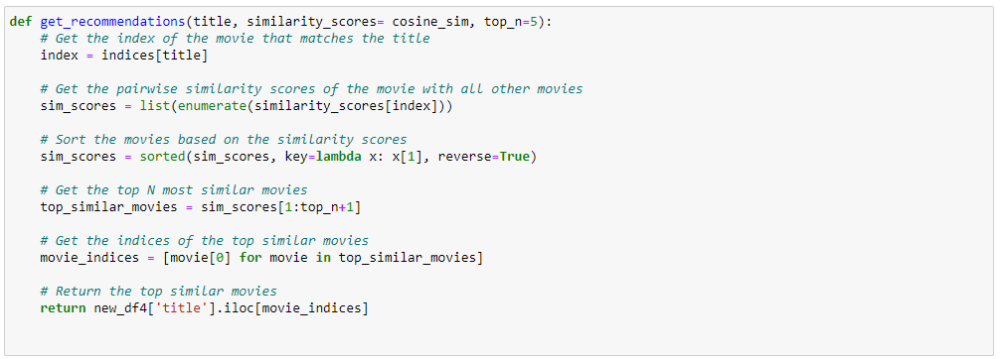 def get_recommendations(title, similarity_scores= cosine_sim, top_n=5):
    # Get the index of the movie that matches the title
    index = indices[title]
    # Get the pairwise similarity scores of the movie with all other movies
    sim_scores = list(enumerate(similarity_scores[index]))
    # Sort the movies based on the similarity scores
    sim_scores = sorted(sim_scores, key=lambda x: x[1], reverse=True)
    # Get the top N most similar movies
    top_similar_movies = sim_scores[1:top_n+1]
    # Get the indices of the top similar movies
    movie_indices = [movie[0] for movie in top_similar_movies]
    # Return the top similar movies
    return new_df4['title'].iloc[movie_indices]